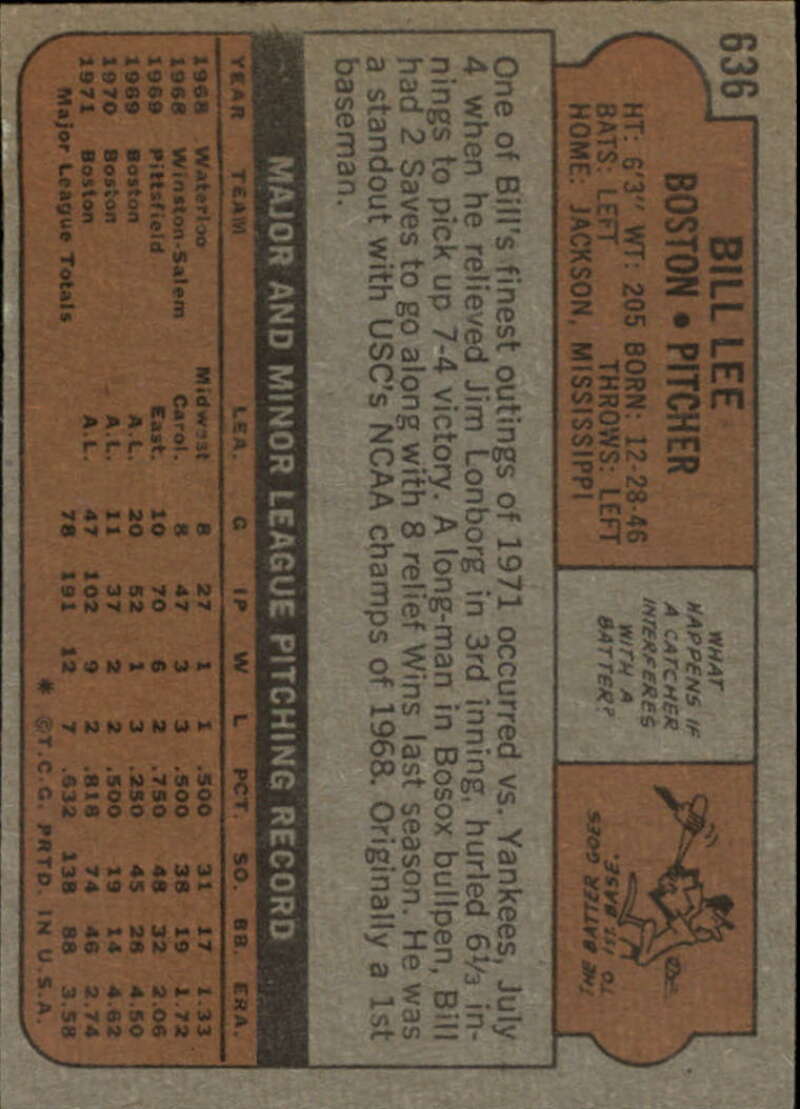 636
BILL LEE
BOSTON • PITCHER
HT: 6'3" WT: 205 BORN: 12-28-46
BATS: LEFT THROWS: LEFT
HOME: JACKSON, MISSISSIPPI
WHAT
HAPPENS IF
A CATCHER
INTERFERES
WITH A
BATTER?
THE BATTER GOES
TO 1ST BASE.
One of Bill's finest outings of 1971 occurred vs. Yankees, July
4 when he relieved Jim Lonborg in 3rd inning, hurled 6⅓ in-
nings to pick up 7-4 victory. A long-man in Bosox bullpen, Bill
had 2 Saves to go along with 8 relief Wins last season. He was
a standout with USC's NCAA champs of 1968. Originally a 1st
baseman.
MAJOR AND MINOR LEAGUE PITCHING RECORD
YEAR TEAM LEA. G IP W L PCT. SO. BB. ERA.
1968 Waterloo Midwest 8 27 1 1 .500 31 17 1.33
1968 Winston-Salem Carol. 8 47 3 3 .500 38 19 1.72
1969 Pittsfield East. 10 70 6 2 .750 48 32 2.06
1969 Boston A.L. 20 52 1 3 .250 45 28 4.50
1970 Boston A.L. 11 37 2 2 .500 19 14 4.62
1971 Boston A.L. 47 102 9 2 .818 74 46 2.74
Major League Totals 78 191 12 7 .632 138 88 3.58
* ©T.C.G. PRTD. IN U.S.A.